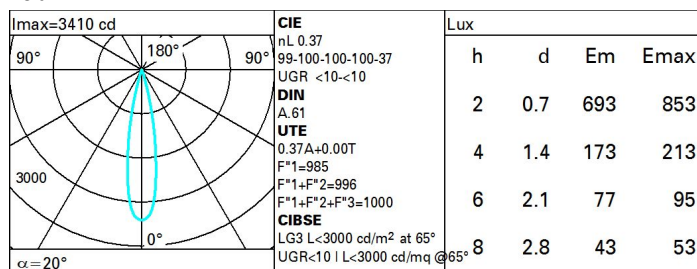 Imax=3410 cd
90° 180° 90°
3000
0°
α=20°
CIE
nL 0.37
99-100-100-100-37
UGR <10-<10
DIN
A.61
UTE
0.37A+0.00T
F"1=985
F"1+F"2=996
F"1+F"2+F"3=1000
CIBSE
LG3 L<3000 cd/m² at 65°
UGR<10 | L<3000 cd/mq @65°
Lux
h d Em Emax
2 0.7 693 853
4 1.4 173 213
6 2.1 77 95
8 2.8 43 53